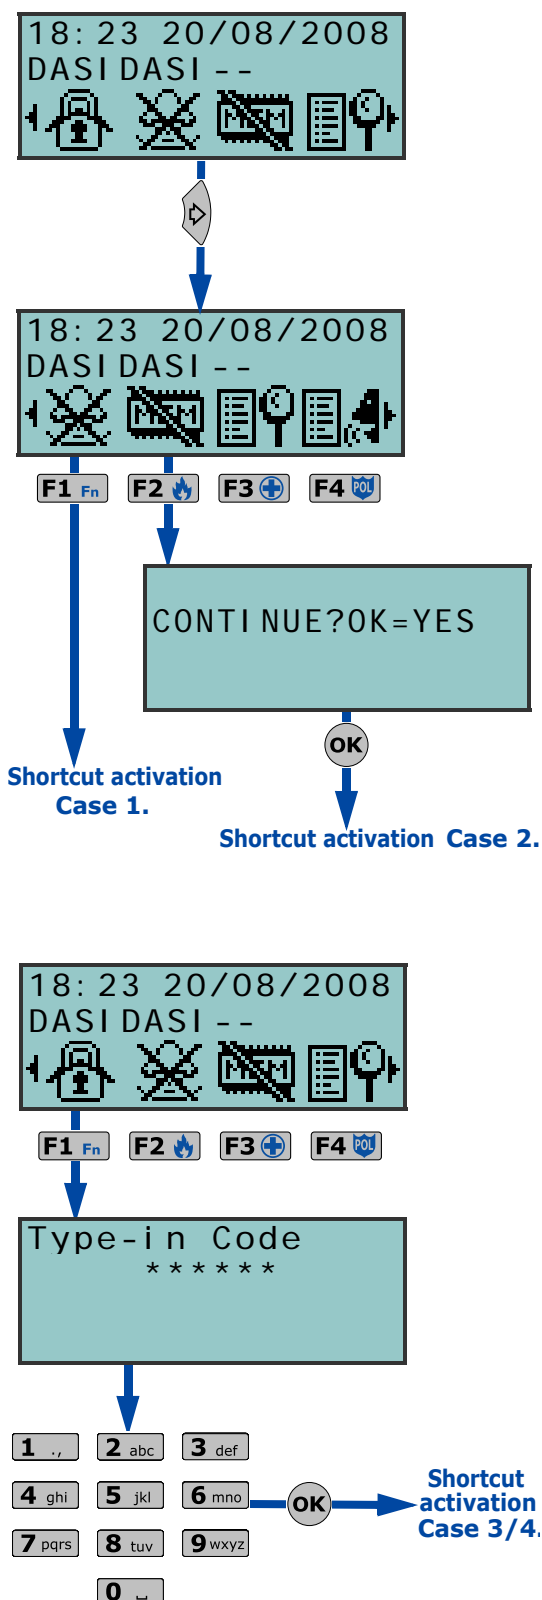 18:23 20/08/2008
DASIDASI--
MEM
18:23 20/08/2008
DASIDASI--
MEM
F1 Fn F2 F3 F4 POL
CONTINUE?OK=YES
OK
Shortcut activation
Case 1.
Shortcut activation Case 2.
18:23 20/08/2008
DASIDASI--
MEM
F1 Fn F2 F3 F4 POL
Type-in Code
******
1 ., 2 abc 3 def
4 ghi 5 jkl 6 mno OK
7 pqrs 8 tuv 9 wxyz
0 ␣
Shortcut
activation
Case 3/4.